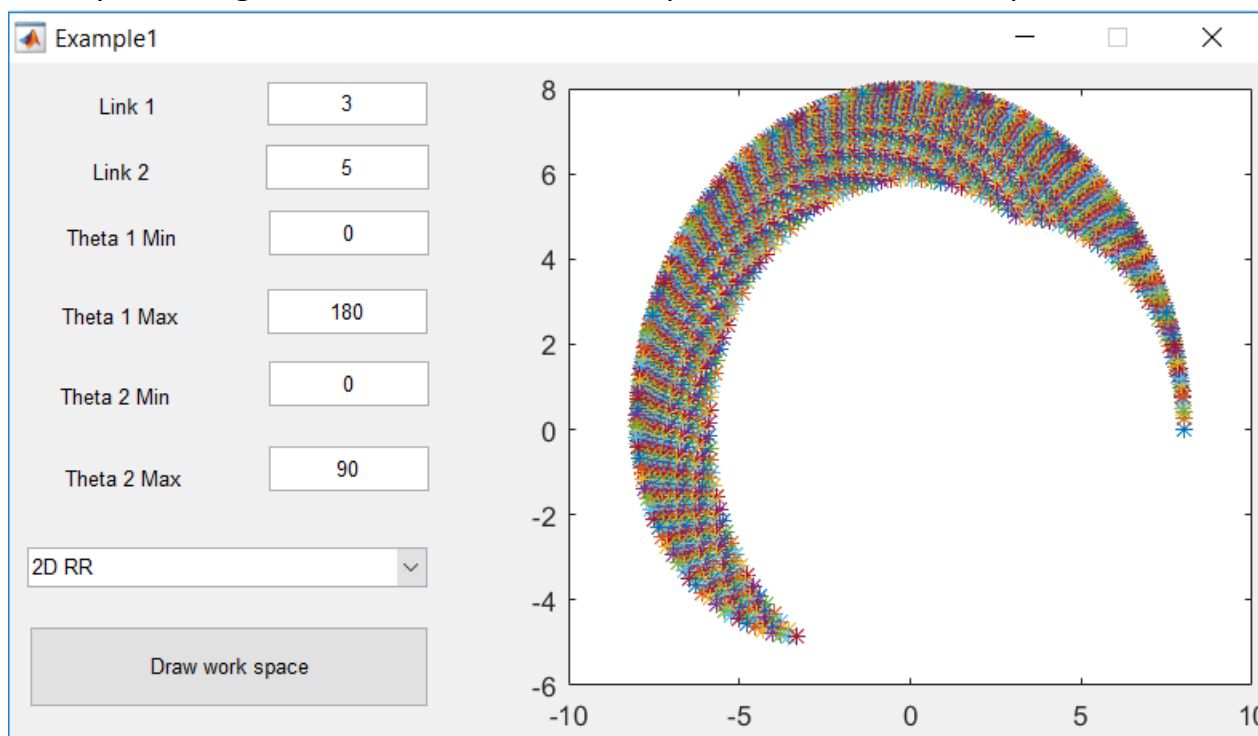 Example1
Link 1 3
Link 2 5
Theta 1 Min 0
Theta 1 Max 180
Theta 2 Min 0
Theta 2 Max 90
2D RR
Draw work space
8
6
4
2
0
-2
-4
-6
-10 -5 0 5 10